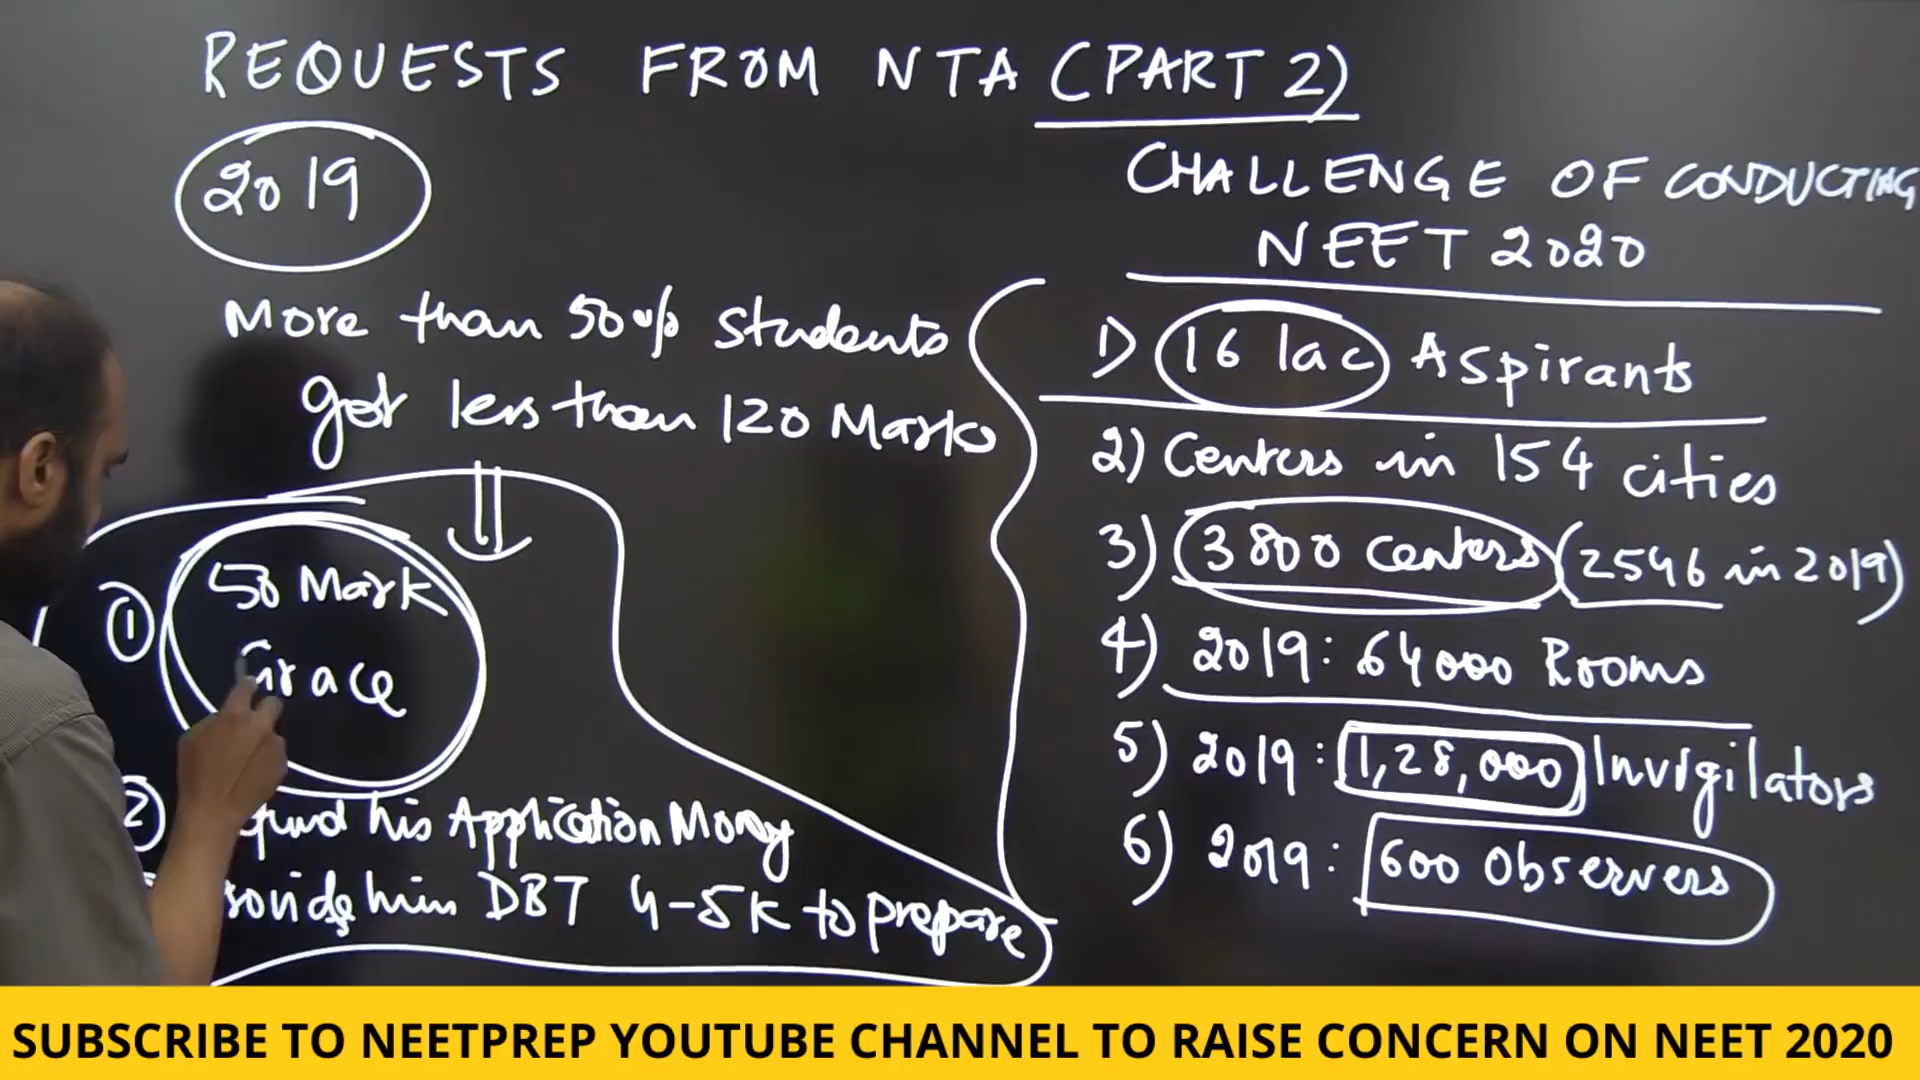 REQUESTS FROM NTA (PART 2)
2019
More than 50% Students
got less than 120 Marks
① 50 Mark
Grace
② his Application Money
him DBT 4-5K to prepare
CHALLENGE OF CONDUCTING
NEET 2020
1) 16 lac Aspirants
2) Centers in 154 cities
3) 3800 centers (2546 in 2019)
4) 2019: 64000 Rooms
5) 2019: 1,28,000 Invigilators
6) 2019: 600 Observers
SUBSCRIBE TO NEETPREP YOUTUBE CHANNEL TO RAISE CONCERN ON NEET 2020